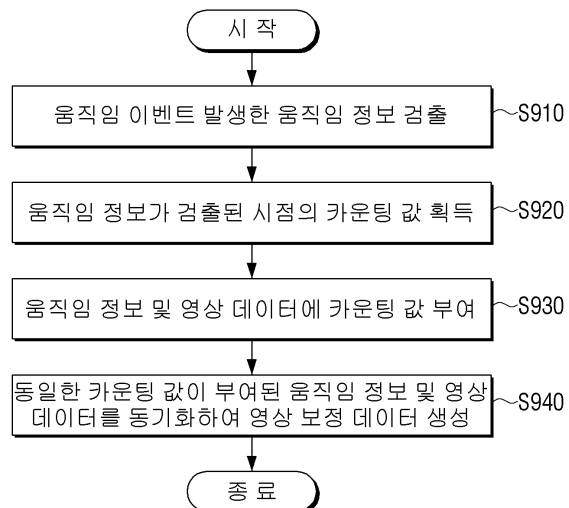 시 작
움직임 이벤트 발생한 움직임 정보 검출
S910
움직임 정보가 검출된 시점의 카운팅 값 획득
S920
움직임 정보 및 영상 데이터에 카운팅 값 부여
S930
동일한 카운팅 값이 부여된 움직임 정보 및 영상
데이터를 동기화하여 영상 보정 데이터 생성
S940
종 료